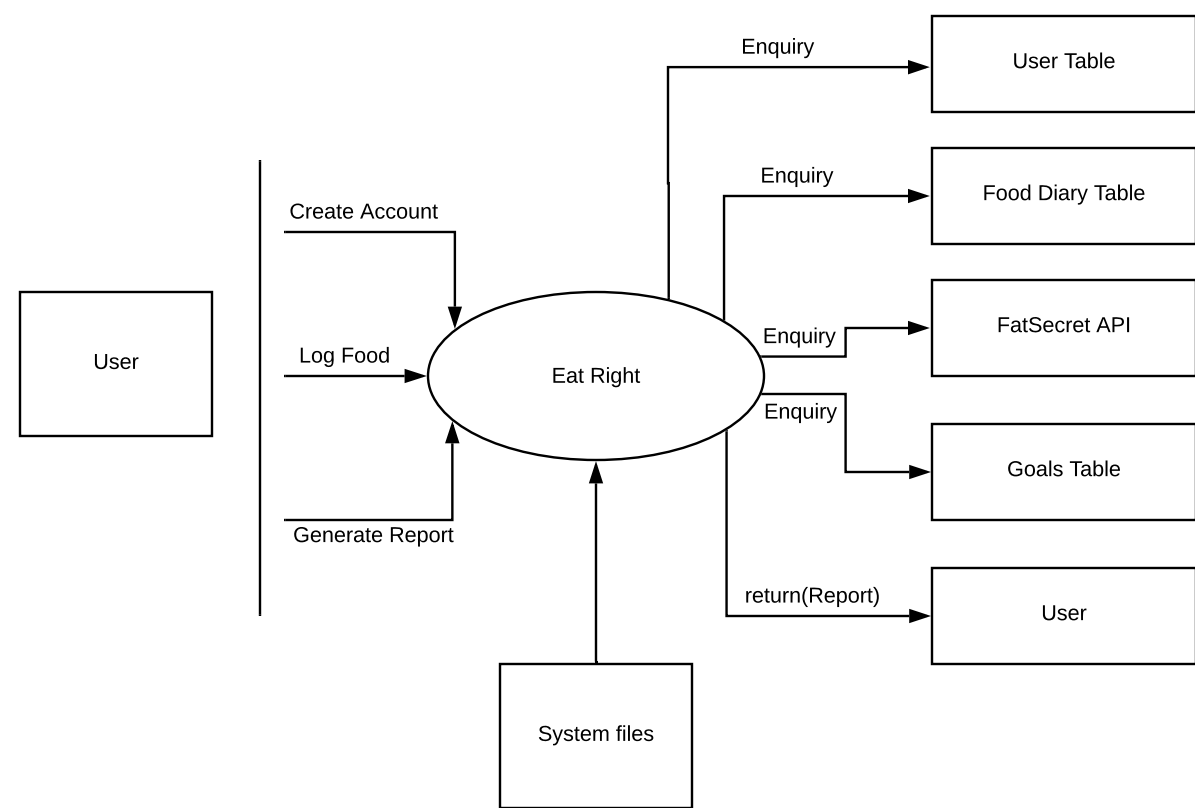 Enquiry
User Table
Enquiry
Food Diary Table
Create Account
FatSecret API
Enquiry
User
Log Food
Eat Right
Enquiry
Goals Table
Generate Report
return(Report)
User
System files